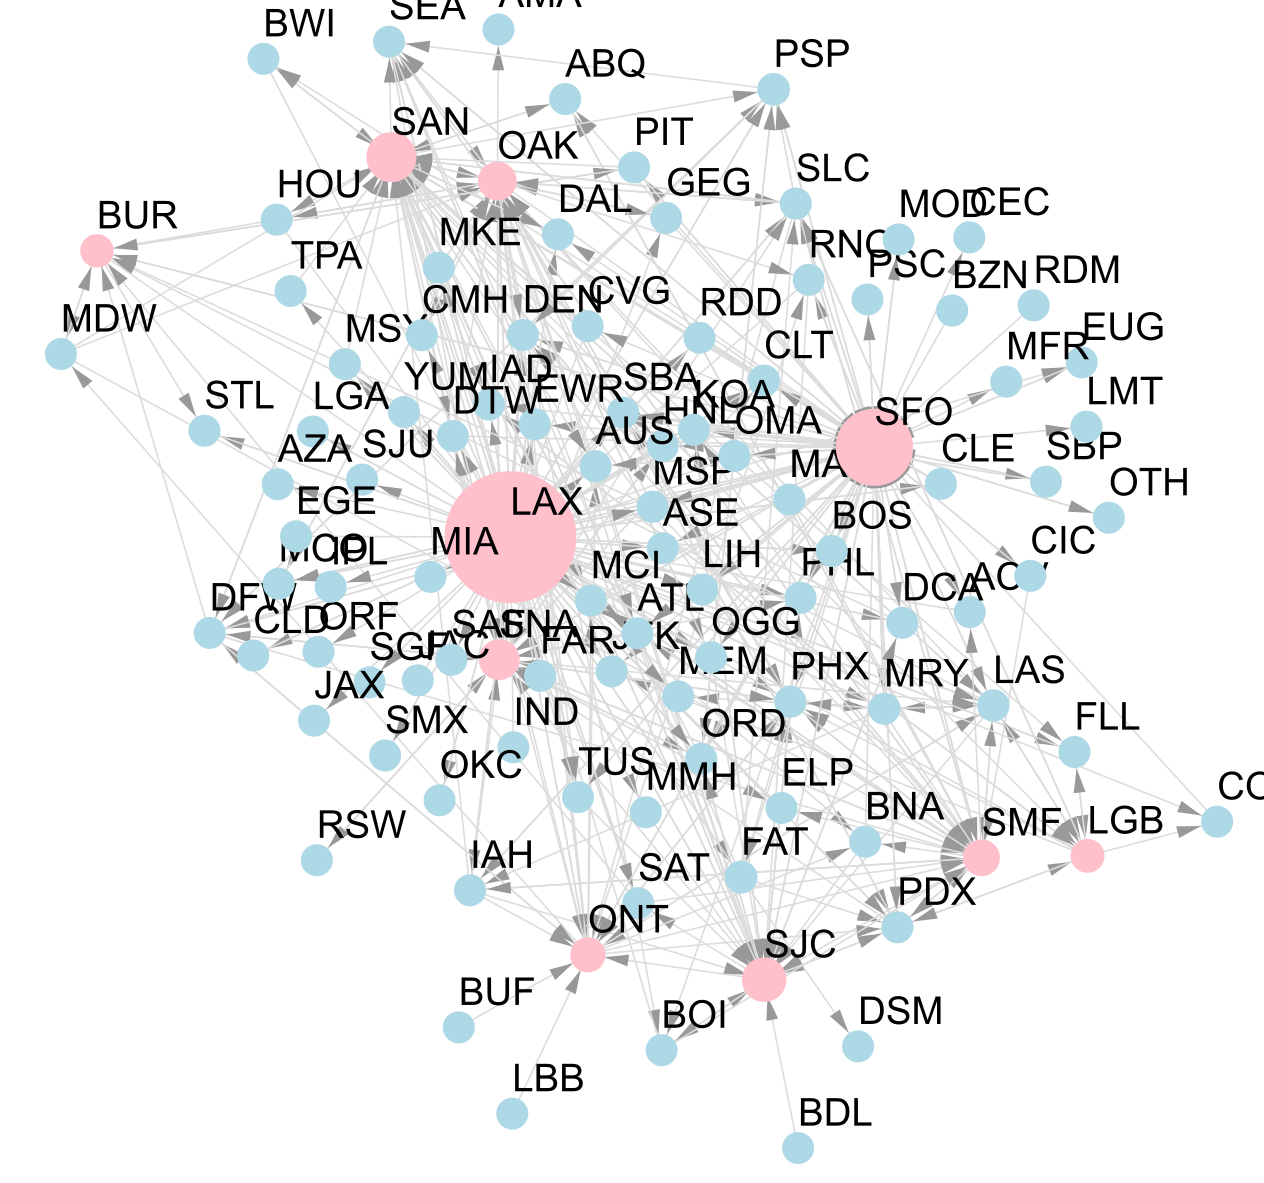 SEA
BWI
PSP
ABQ
SAN
PIT
OAK
SLC
GEG
HOU
DAL
MOD
CEC
BUR
MKE
RNO
TPA
PSC
BZN
RDM
CVG
CMH
DEN
RDD
MDW
MSY
EUG
CLT
MFR
IAD
YUM
SBA
EWR
LMT
LGA
STL
DTW
KOA
HNL
SFO
OMA
AUS
AZA
SJU
CLE
SBP
MSP
OTH
EGE
LAX
ASE
BOS
MIA
CIC
MCO
IPL
LIH
PHL
MCI
DCA
DFW
ATL
CLD
ORF
OGG
SNA
FAR
JFK
SGF
JAC
MEM
PHX
MRY
LAS
JAX
IND
SMX
ORD
FLL
OKC
TUS
MMH
ELP
BNA
RSW
SMF
LGB
IAH
FAT
SAT
PDX
ONT
SJC
BUF
BOI
DSM
LBB
BDL